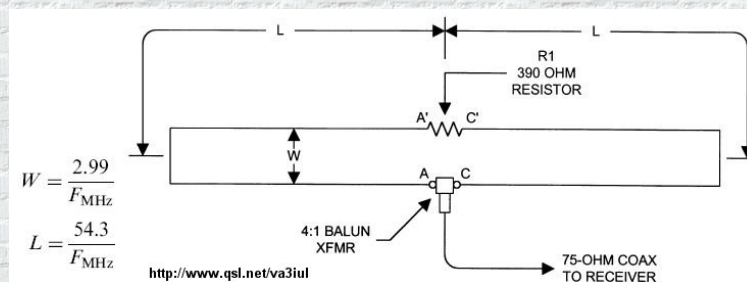 L
L
R1
390 OHM
RESISTOR
A' C'
W
W = 2.99 / F_MHz
A C
L = 54.3 / F_MHz
4:1 BALUN
XFMR
75-OHM COAX
TO RECEIVER
http://www.qsl.net/va3iul